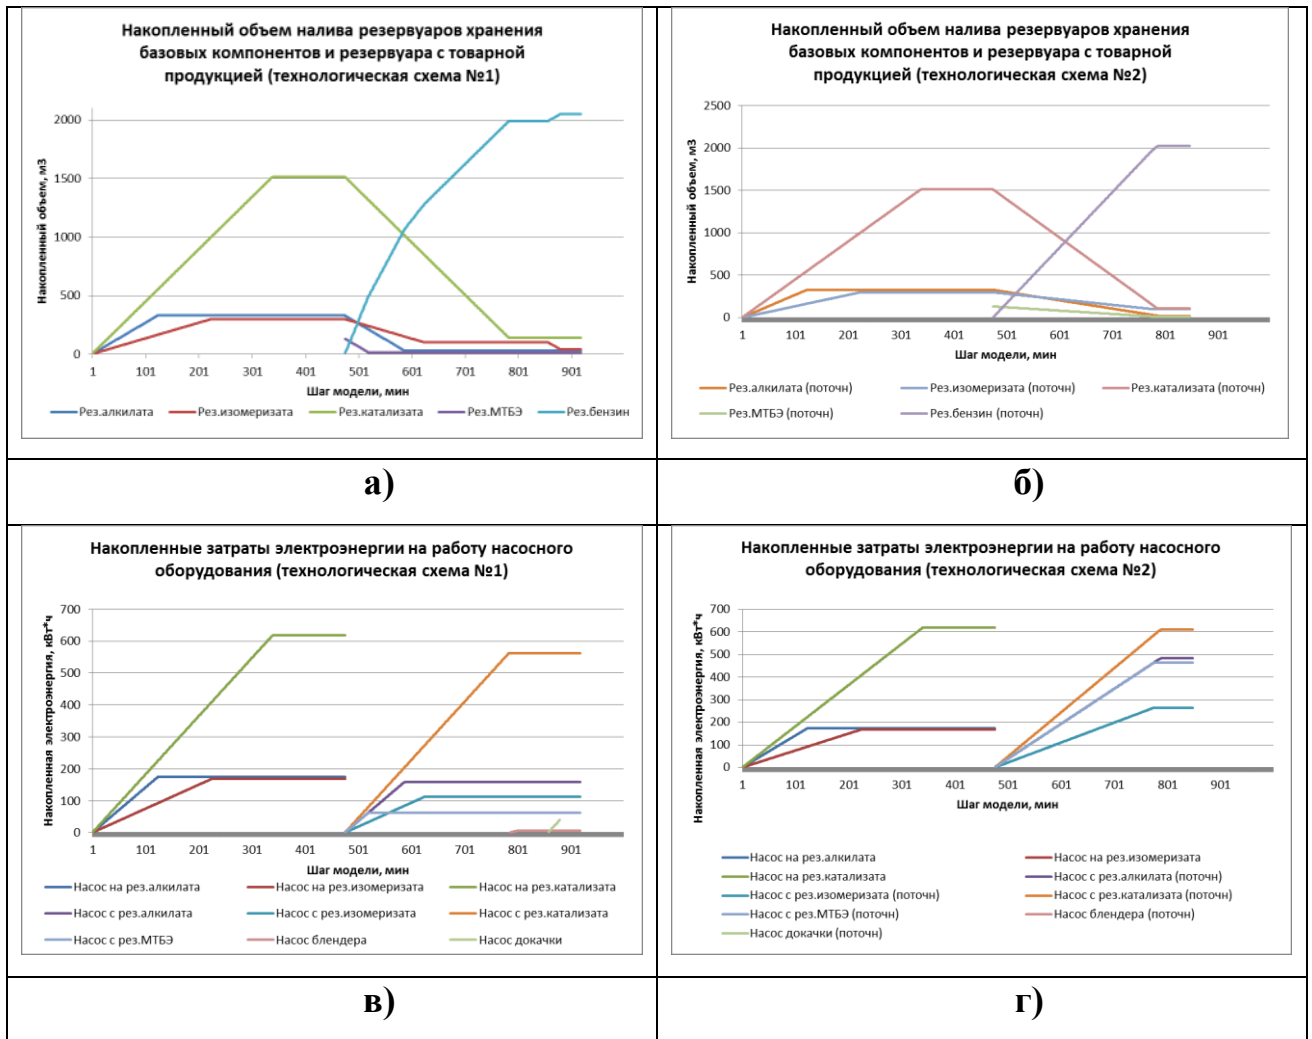 Накопленный объем налива резервуаров хранения
базовых компонентов и резервуара с товарной
продукцией (технологическая схема №1)
Накопленный объем, м3
2000
1500
1000
500
0
1 101 201 301 401 501 601 701 801 901
Шаг модели, мин
Рез.алкилата Рез.изомеризата Рез.катализата Рез.МТБЭ Рез.бензин
Накопленный объем налива резервуаров хранения
базовых компонентов и резервуара с товарной
продукцией (технологическая схема №2)
Накопленный объем, м3
2500
2000
1500
1000
500
0
1 101 201 301 401 501 601 701 801 901
Шаг модели, мин
Рез.алкилата (поточн) Рез.изомеризата (поточн) Рез.катализата (поточн)
Рез.МТБЭ (поточн) Рез.бензин (поточн)
а)
б)
Накопленные затраты электроэнергии на работу насосного
оборудования (технологическая схема №1)
Накопленная электроэнергия, кВт*ч
700
600
500
400
300
200
100
0
1 101 201 301 401 501 601 701 801 901
Шаг модели, мин
Насос на рез.алкилата Насос на рез.изомеризата Насос на рез.катализата
Насос с рез.алкилата Насос с рез.изомеризата Насос с рез.катализата
Насос с рез.МТБЭ Насос блендера Насос докачки
Накопленные затраты электроэнергии на работу насосного
оборудования (технологическая схема №2)
Накопленная электроэнергия, кВт*ч
700
600
500
400
300
200
100
0
1 101 201 301 401 501 601 701 801 901
Шаг модели, мин
Насос на рез.алкилата Насос на рез.изомеризата
Насос на рез.катализата Насос с рез.алкилата (поточн)
Насос с рез.изомеризата (поточн) Насос с рез.катализата (поточн)
Насос с рез.МТБЭ (поточн) Насос блендера (поточн)
Насос докачки (поточн)
в)
г)